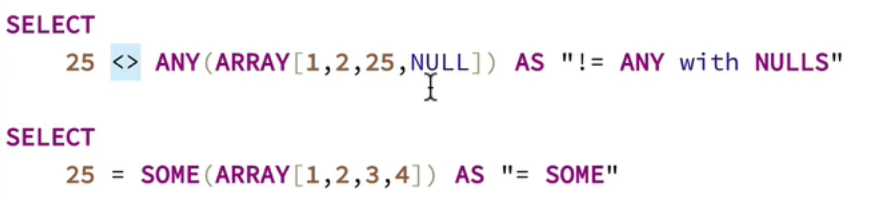 SELECT
25 <> ANY(ARRAY[1,2,25,NULL]) AS "!= ANY with NULLS"
SELECT
25 = SOME(ARRAY[1,2,3,4]) AS "= SOME"